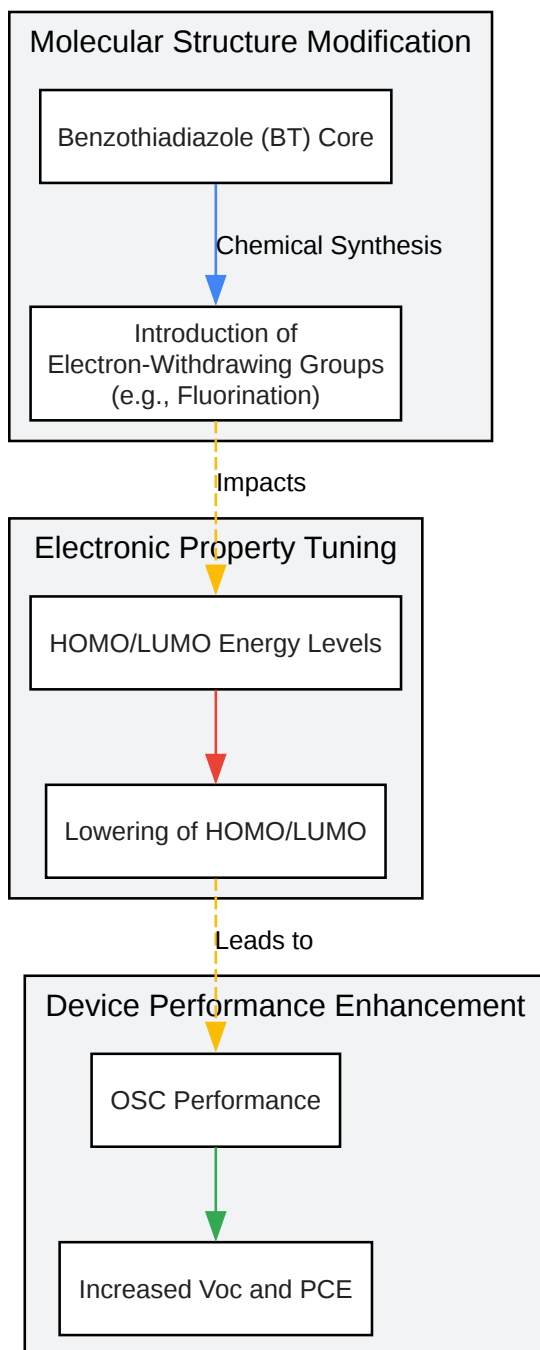 Molecular Structure Modification
Benzothiadiazole (BT) Core
Chemical Synthesis
Introduction of
Electron-Withdrawing Groups
(e.g., Fluorination)
Impacts
Electronic Property Tuning
HOMO/LUMO Energy Levels
Lowering of HOMO/LUMO
Leads to
Device Performance Enhancement
OSC Performance
Increased Voc and PCE